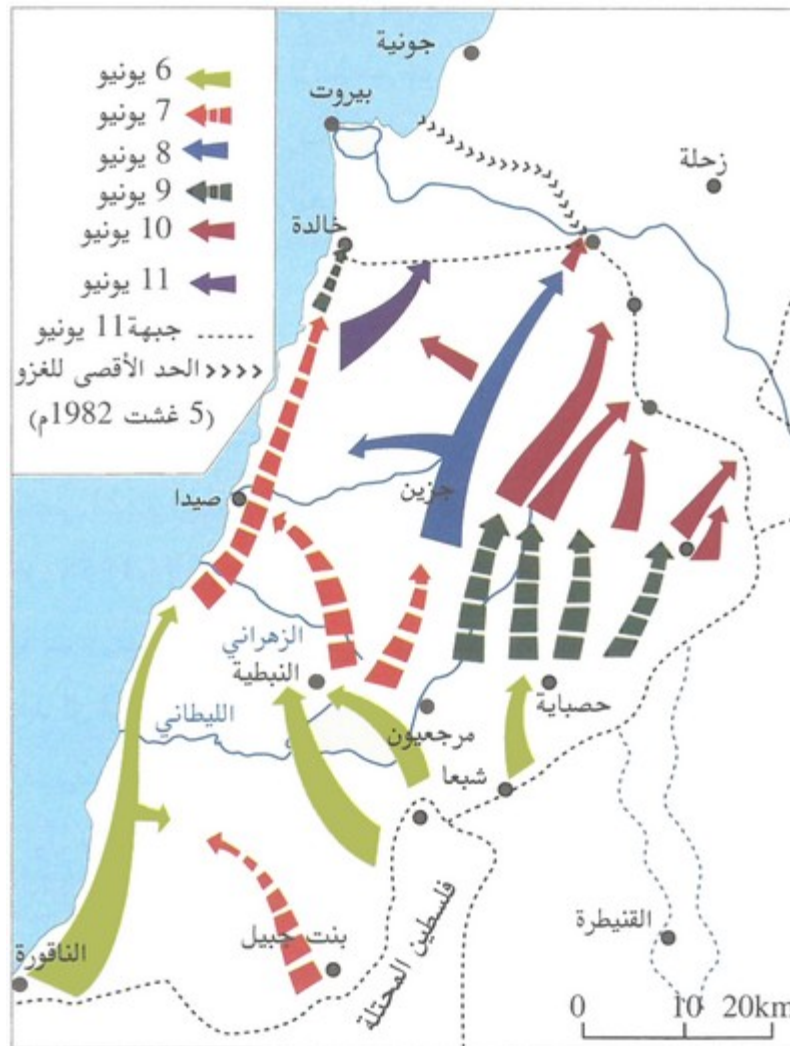 6 يونيو
7 يونيو
8 يونيو
9 يونيو
10 يونيو
11 يونيو
جبهة11 يونيو
الحد الأقصى للغزو
(5 غشت 1982م)
جونية
بيروت
زحلة
خالدة
جزين
صيدا
الزهراني
النبطية
الليطاني
مرجعيون
حصباية
شبعا
فلسطين المحتلة
القنيطرة
بنت جبيل
الناقورة
0 10 20km